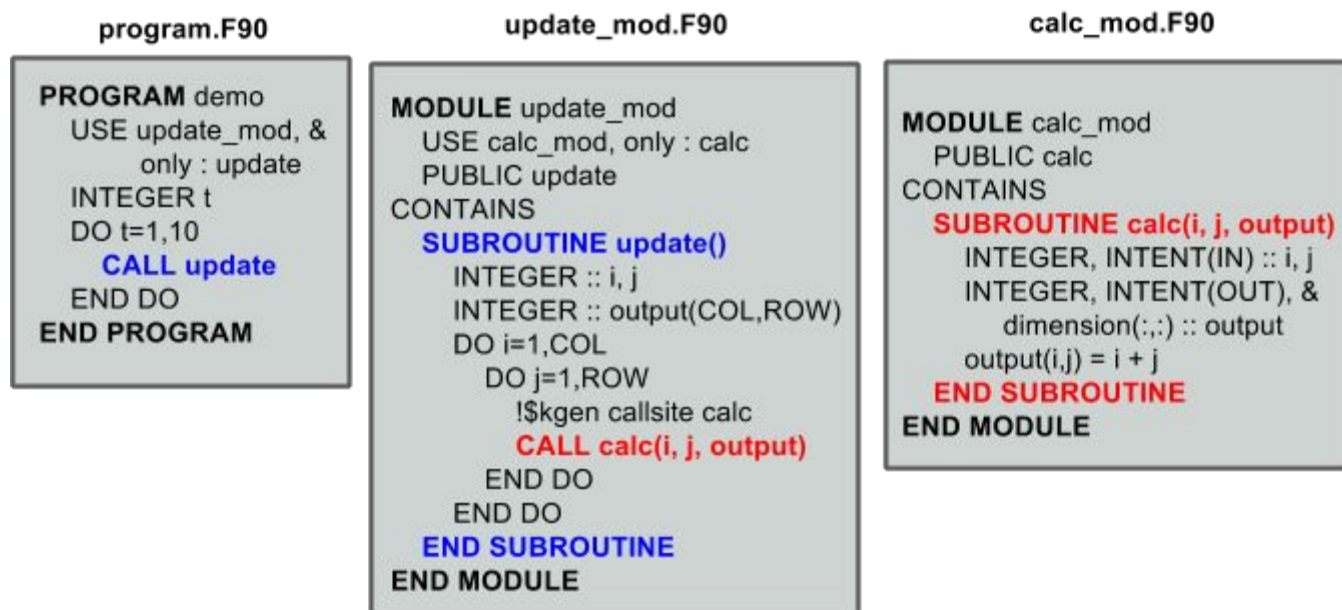 program.F90
PROGRAM demo
USE update_mod, &
only : update
INTEGER t
DO t=1,10
CALL update
END DO
END PROGRAM
update_mod.F90
MODULE update_mod
USE calc_mod, only : calc
PUBLIC update
CONTAINS
SUBROUTINE update()
INTEGER :: i, j
INTEGER :: output(COL,ROW)
DO i=1,COL
DO j=1,ROW
!$kgen callsite calc
CALL calc(i, j, output)
END DO
END DO
END SUBROUTINE
END MODULE
calc_mod.F90
MODULE calc_mod
PUBLIC calc
CONTAINS
SUBROUTINE calc(i, j, output)
INTEGER, INTENT(IN) :: i, j
INTEGER, INTENT(OUT), &
dimension(:,:) :: output
output(i,j) = i + j
END SUBROUTINE
END MODULE